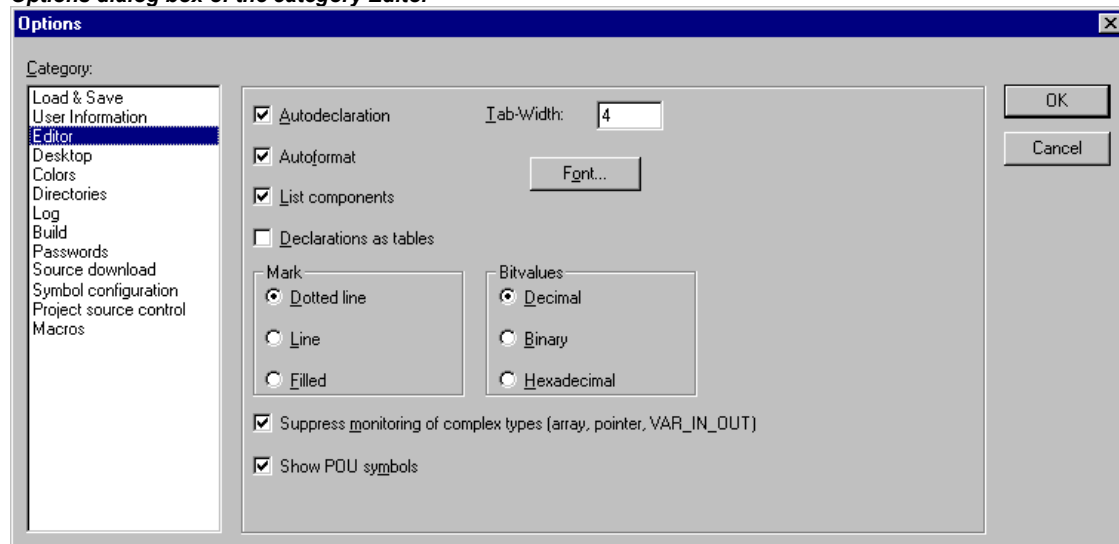 Options dialog box of the category Editor
Options
Category:
Load & Save
User Information
Editor
Desktop
Colors
Directories
Log
Build
Passwords
Source download
Symbol configuration
Project source control
Macros
Autodeclaration
Tab-Width: 4
Autoformat
Font...
List components
Declarations as tables
Mark
Dotted line
Line
Filled
Bitvalues
Decimal
Binary
Hexadecimal
Suppress monitoring of complex types (array, pointer, VAR_IN_OUT)
Show POU symbols
OK
Cancel